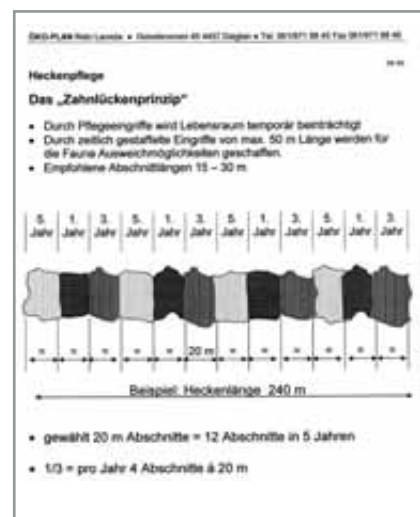 ÖKO-PLAN
Heckenpflege
Das „Zahnlückenprinzip"
• Durch Pflegeeingriffe wird Lebensraum temporär beinträchtigt
• Durch zeitlich gestaffelte Eingriffe von max. 50 m Länge werden für
die Fauna Ausweichmöglichkeiten geschaffen.
• Empfohlene Abschnittlängen 15 – 30 m
5. 1. 3. 5. 1. 3. 5. 1. 3. 5. 1. 3.
Jahr Jahr Jahr Jahr Jahr Jahr Jahr Jahr Jahr Jahr Jahr Jahr
20 m
Beispiel: Heckenlänge 240 m
• gewählt 20 m Abschnitte = 12 Abschnitte in 5 Jahren
• 1/3 = pro Jahr 4 Abschnitte à 20 m